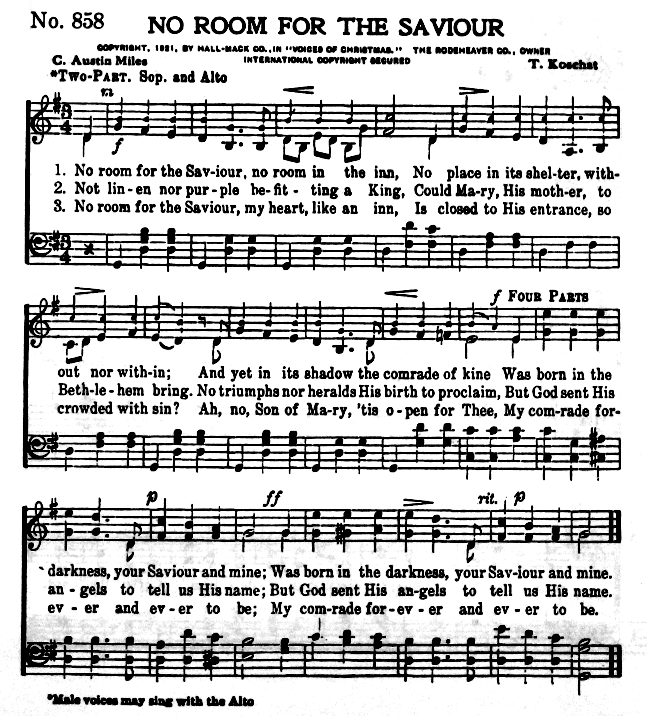 No. 858
NO ROOM FOR THE SAVIOUR
COPYRIGHT, 1921, BY HALL-MACK CO., IN "VOICES OF CHRISTMAS." THE RODEHEAVER CO., OWNER
C. Austin Miles
INTERNATIONAL COPYRIGHT SECURED
T. Koschat
*TWO-PART. Sop. and Alto
f
1. No room for the Sav-iour, no room in the inn, No place in its shel-ter, with-
2. Not lin-en nor pur-ple be-fit-ting a King, Could Ma-ry, His moth-er, to
3. No room for the Saviour, my heart, like an inn, Is closed to His entrance, so
f FOUR PARTS
out nor with-in; And yet in its shadow the comrade of kine Was born in the
Beth-le-hem bring. No triumphs nor heralds His birth to proclaim, But God sent His
crowded with sin? Ah, no, Son of Ma-ry, 'tis o-pen for Thee, My com-rade for-
p ff rit. p
darkness, your Saviour and mine; Was born in the darkness, your Sav-iour and mine.
an-gels to tell us His name; But God sent His an-gels to tell us His name.
ev-er and ev-er to be; My com-rade for-ev-er and ev-er to be.
*Male voices may sing with the Alto